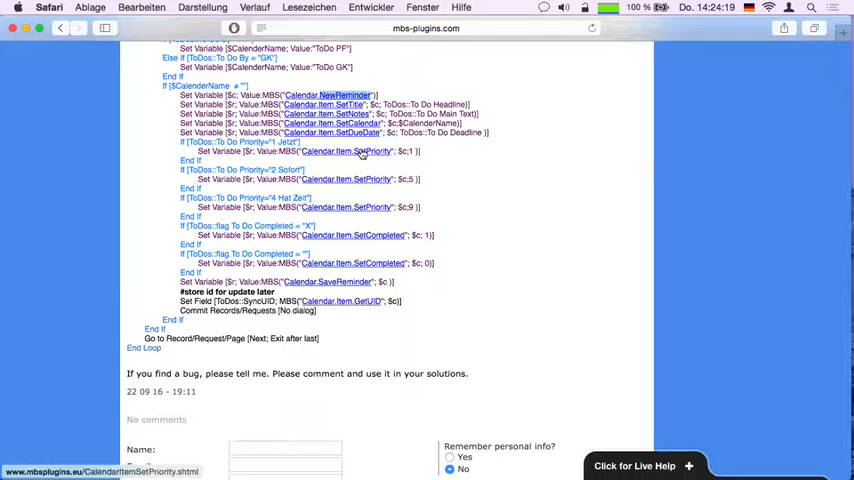 Safari Ablage Bearbeiten Darstellung Verlauf Lesezeichen Entwickler Fenster Hilfe 100 % Do. 14:24:19
mbs-plugins.com
Set Variable [$CalenderName; Value:"ToDo PF"]
Else If [ToDos::To Do By = "GK"]
Set Variable [$CalenderName; Value:"ToDo GK"]
End If
If [$CalenderName ≠ ""]
Set Variable [$c; Value:MBS("Calendar.NewReminder")]
Set Variable [$r; Value:MBS("Calendar.Item.SetTitle"; $c; ToDos::To Do Headline)]
Set Variable [$r; Value:MBS("Calendar.Item.SetNotes"; $c; ToDos::To Do Main Text)]
Set Variable [$r; Value:MBS("Calendar.Item.SetCalendar"; $c;$CalenderName)]
Set Variable [$r; Value:MBS("Calendar.Item.SetDueDate"; $c; ToDos::To Do Deadline )]
If [ToDos::To Do Priority="1 Jetzt"]
Set Variable [$r; Value:MBS("Calendar.Item.SetPriority"; $c;1 )]
End If
If [ToDos::To Do Priority="2 Sofort"]
Set Variable [$r; Value:MBS("Calendar.Item.SetPriority"; $c;5 )]
End If
If [ToDos::To Do Priority="4 Hat Zeit"]
Set Variable [$r; Value:MBS("Calendar.Item.SetPriority"; $c;9 )]
End If
If [ToDos::flag To Do Completed = "X"]
Set Variable [$r; Value:MBS("Calendar.Item.SetCompleted"; $c; 1)]
End If
If [ToDos::flag To Do Completed = ""]
Set Variable [$r; Value:MBS("Calendar.Item.SetCompleted"; $c; 0)]
End If
Set Variable [$r; Value:MBS("Calendar.SaveReminder"; $c )]
#store id for update later
Set Field [ToDos::SyncUID; MBS("Calendar.Item.GetUID"; $c)]
Commit Records/Requests [No dialog]
End If
End If
Go to Record/Request/Page [Next; Exit after last]
End Loop
If you find a bug, please tell me. Please comment and use it in your solutions.
22 09 16 - 19:11
No comments
Name:
Remember personal info?
Yes
No
Click for Live Help +
www.mbsplugins.eu/CalendarItemSetPriority.shtml